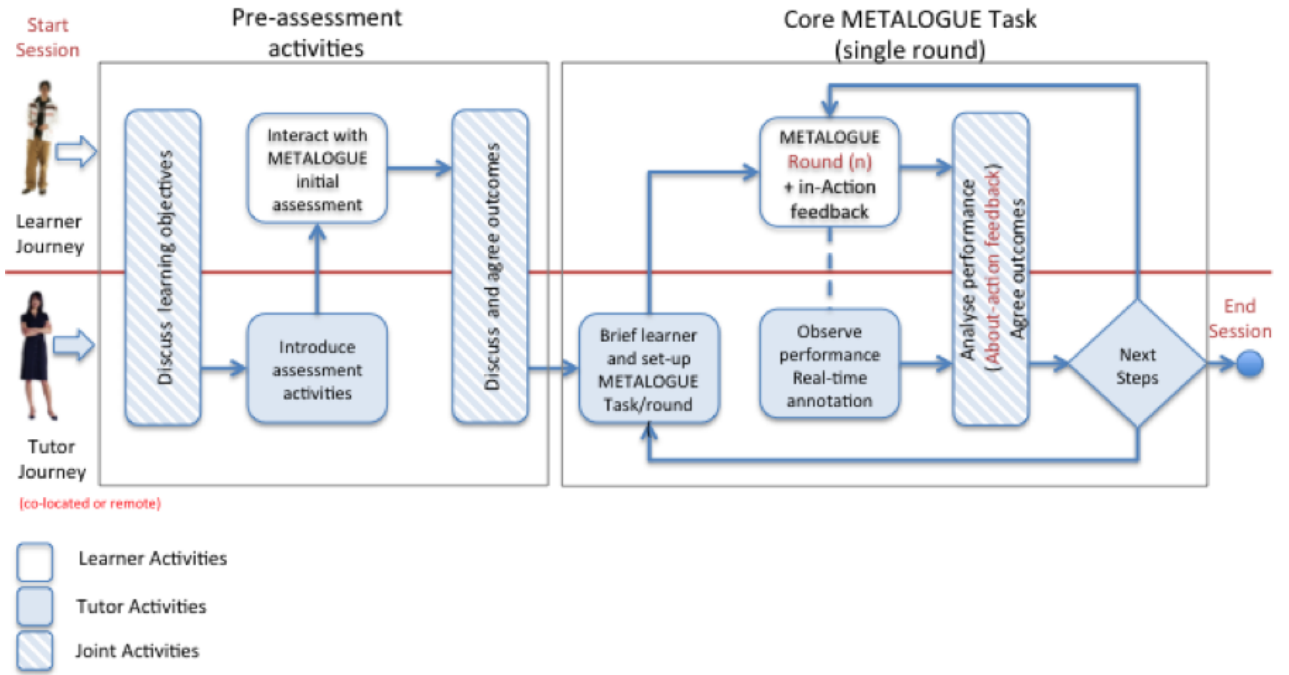 Start
Session
Pre-assessment
activities
Core METALOGUE Task
(single round)
Learner
Journey
Discuss learning objectives
Interact with
METALOGUE
initial
assessment
Discuss and agree outcomes
METALOGUE
Round (n)
+ in-Action
feedback
Analyse performance
(About-action feedback)
Agree outcomes
Tutor
Journey
(co-located or remote)
Introduce
assessment
activities
Brief learner
and set-up
METALOGUE
Task/round
Observe
performance
Real-time
annotation
Next
Steps
End
Session
Learner Activities
Tutor Activities
Joint Activities